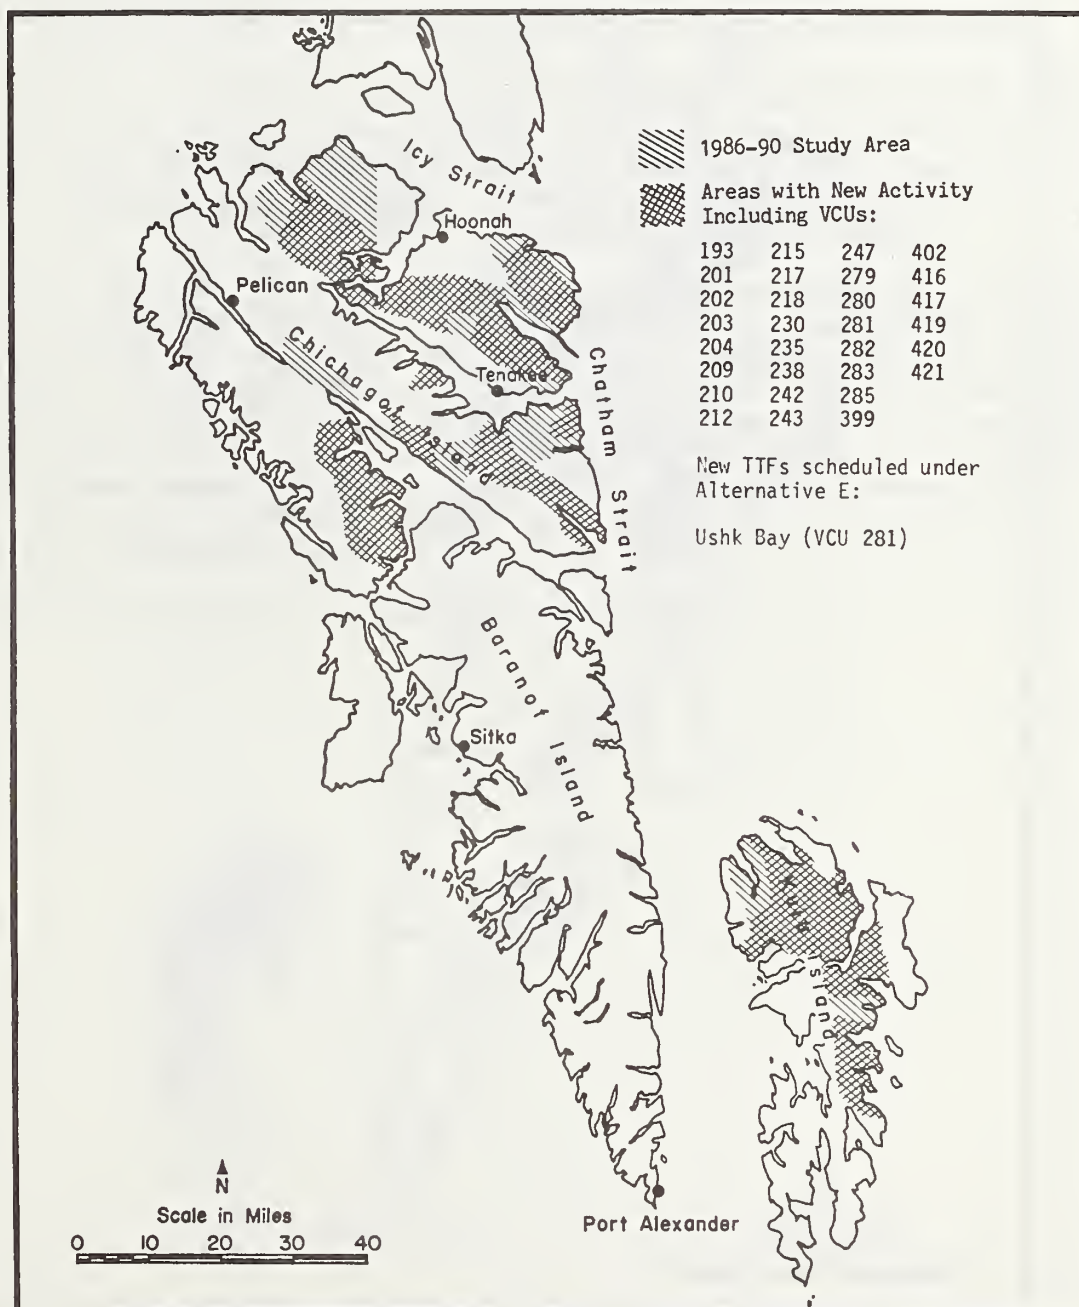 Icy Strait
1986-90 Study Area
Areas with New Activity
Including VCUs:
193 215 247 402
201 217 279 416
202 218 280 417
203 230 281 419
204 235 282 420
209 238 283 421
210 242 285
212 243 399
New TTFs scheduled under
Alternative E:
Ushk Bay (VCU 281)
Hoonah
Pelican
Chichagof Island
Tenakee
Chatham Strait
Baranof Island
Sitka
Island
N
Scale in Miles
0 10 20 30 40
Port Alexander